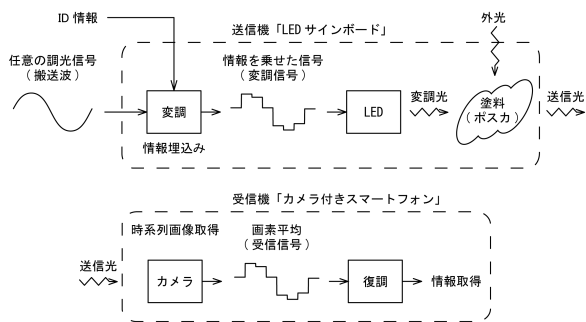 ID 情報
送信機「LED サインボード」
外光
任意の調光信号
（搬送波）
情報を乗せた信号
（変調信号）
変調
LED
変調光
塗料
（ポスカ）
送信光
情報埋込み
受信機「カメラ付きスマートフォン」
時系列画像取得
画素平均
（受信信号）
送信光
カメラ
復調
情報取得